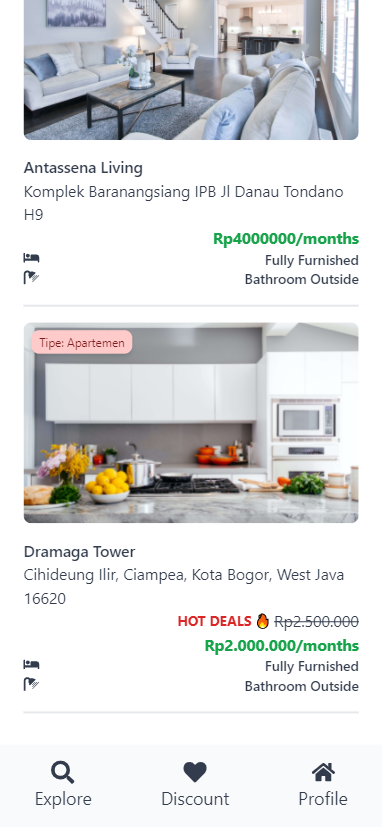 Antassena Living
Komplek Baranangsiang IPB Jl Danau Tondano
H9
Rp4000000/months
Fully Furnished
Bathroom Outside
Tipe: Apartemen
Dramaga Tower
Cihideung Ilir, Ciampea, Kota Bogor, West Java
16620
HOT DEALS 🔥 Rp2.500.000
Rp2.000.000/months
Fully Furnished
Bathroom Outside
Explore Discount Profile